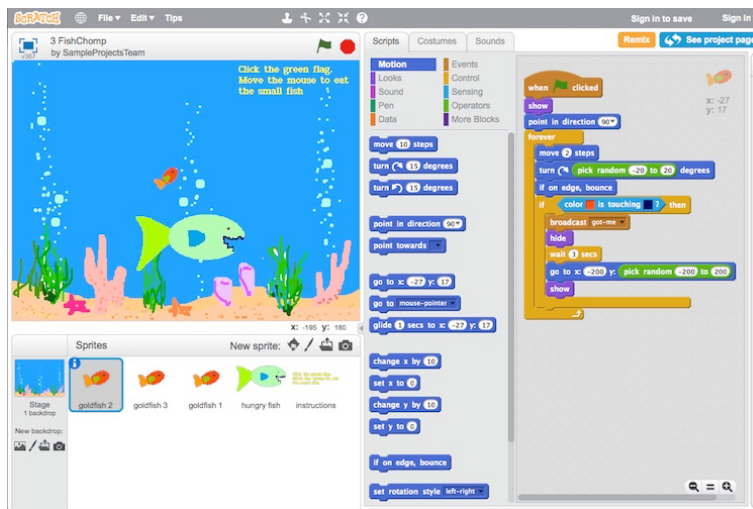 SCRATCH File Edit Tips Sign in to save Sign in
3 FishChomp
by SampleProjectsTeam
v367
Click the green flag.
Move the mouse to eat
the small fish
x: -195 y: 180
Sprites New sprite:
Stage
1 backdrop
New backdrop:
goldfish 2 goldfish 3 goldfish 1 hungry fish instructions
Scripts Costumes Sounds Remix See project page
Motion Events
Looks Control
Sound Sensing
Pen Operators
Data More Blocks
move 10 steps
turn 15 degrees
turn 15 degrees
point in direction 90
point towards
go to x: -27 y: 17
go to mouse-pointer
glide 1 secs to x: -27 y: 17
change x by 10
set x to 0
change y by 10
set y to 0
if on edge, bounce
set rotation style left-right
x: -27
y: 17
when clicked
show
point in direction 90
forever
move 2 steps
turn pick random -20 to 20 degrees
if on edge, bounce
if color is touching ? then
broadcast got-me
hide
wait 1 secs
go to x: -200 y: pick random -200 to 200
show